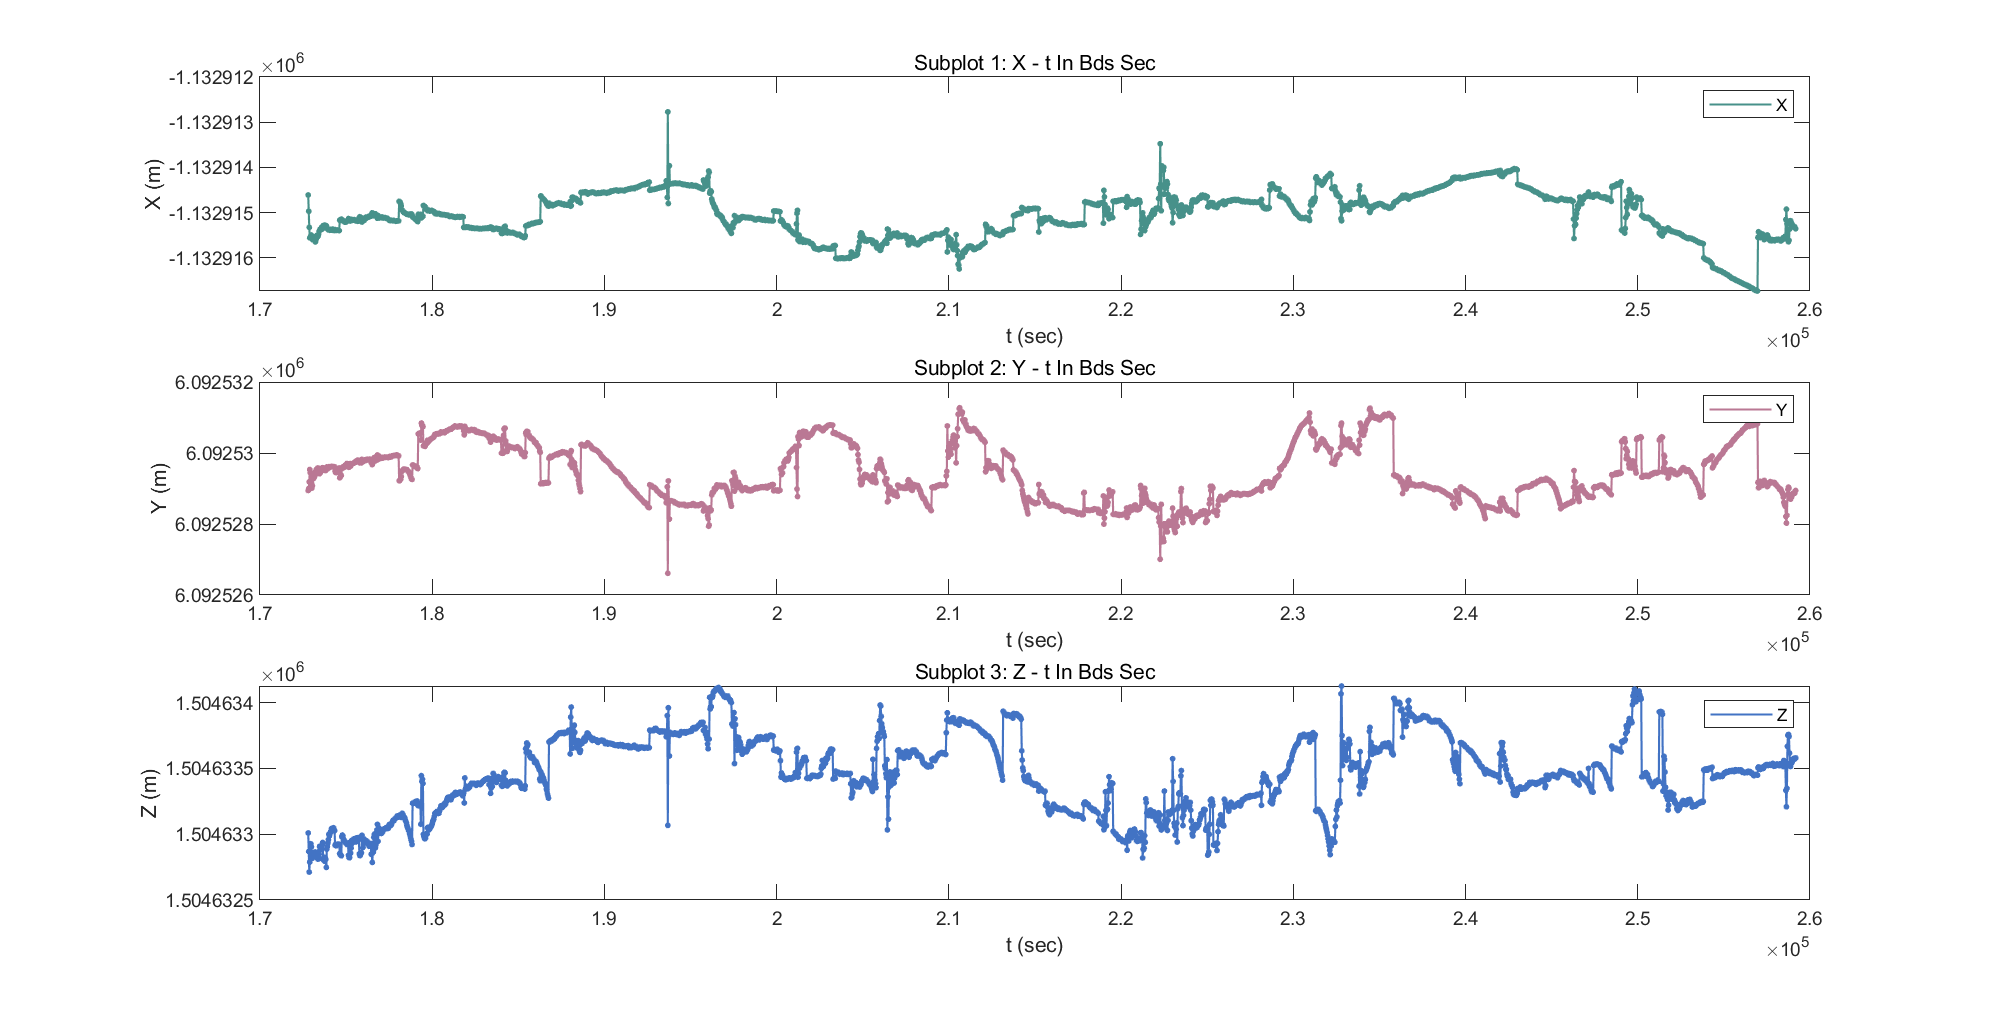 Subplot 1: X - t In Bds Sec
×10^6
-1.132912
-1.132913
-1.132914
-1.132915
-1.132916
X (m)
X
1.7 1.8 1.9 2 2.1 2.2 2.3 2.4 2.5 2.6
t (sec)
×10^5
Subplot 2: Y - t In Bds Sec
×10^6
6.092532
6.09253
6.092528
6.092526
Y (m)
Y
1.7 1.8 1.9 2 2.1 2.2 2.3 2.4 2.5 2.6
t (sec)
×10^5
Subplot 3: Z - t In Bds Sec
×10^6
1.504634
1.5046335
1.504633
1.5046325
Z (m)
Z
1.7 1.8 1.9 2 2.1 2.2 2.3 2.4 2.5 2.6
t (sec)
×10^5